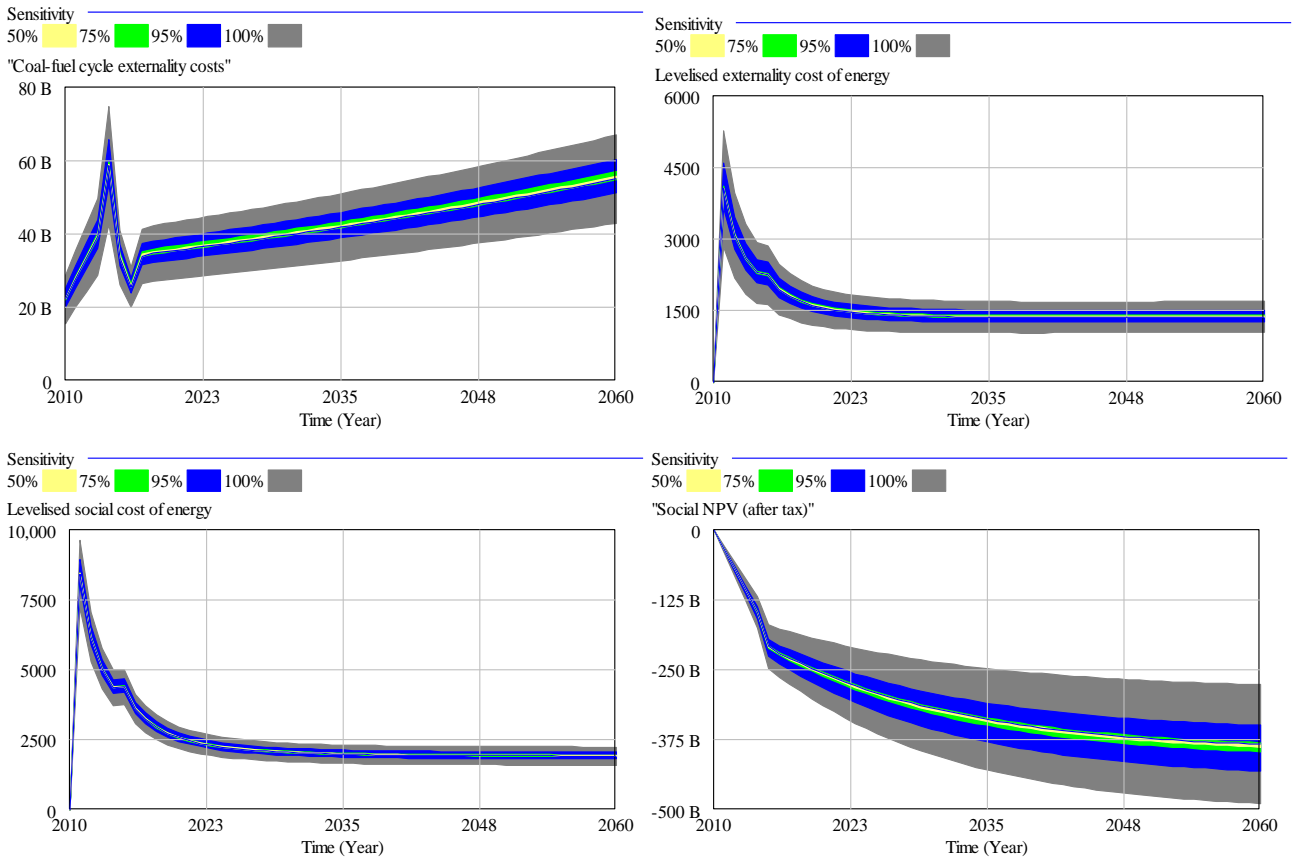 Sensitivity
50% 75% 95% 100%
"Coal-fuel cycle externality costs"
80 B
60 B
40 B
20 B
0
2010 2023 2035 2048 2060
Time (Year)
Sensitivity
50% 75% 95% 100%
Levelised externality cost of energy
6000
4500
3000
1500
0
2010 2023 2035 2048 2060
Time (Year)
Sensitivity
50% 75% 95% 100%
Levelised social cost of energy
10,000
7500
5000
2500
0
2010 2023 2035 2048 2060
Time (Year)
Sensitivity
50% 75% 95% 100%
"Social NPV (after tax)"
0
-125 B
-250 B
-375 B
-500 B
2010 2023 2035 2048 2060
Time (Year)